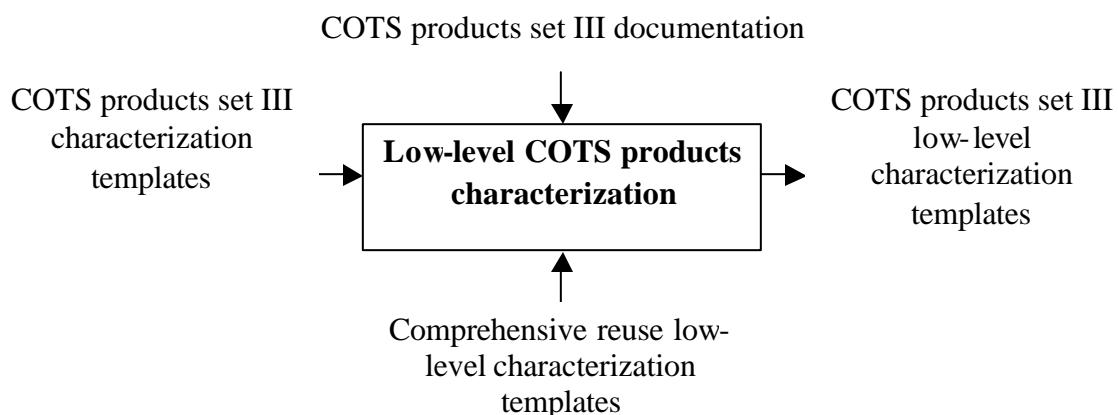 COTS products set III documentation
COTS products set III
characterization
templates
Low-level COTS products
characterization
COTS products set III
low-level
characterization
templates
Comprehensive reuse low-
level characterization
templates